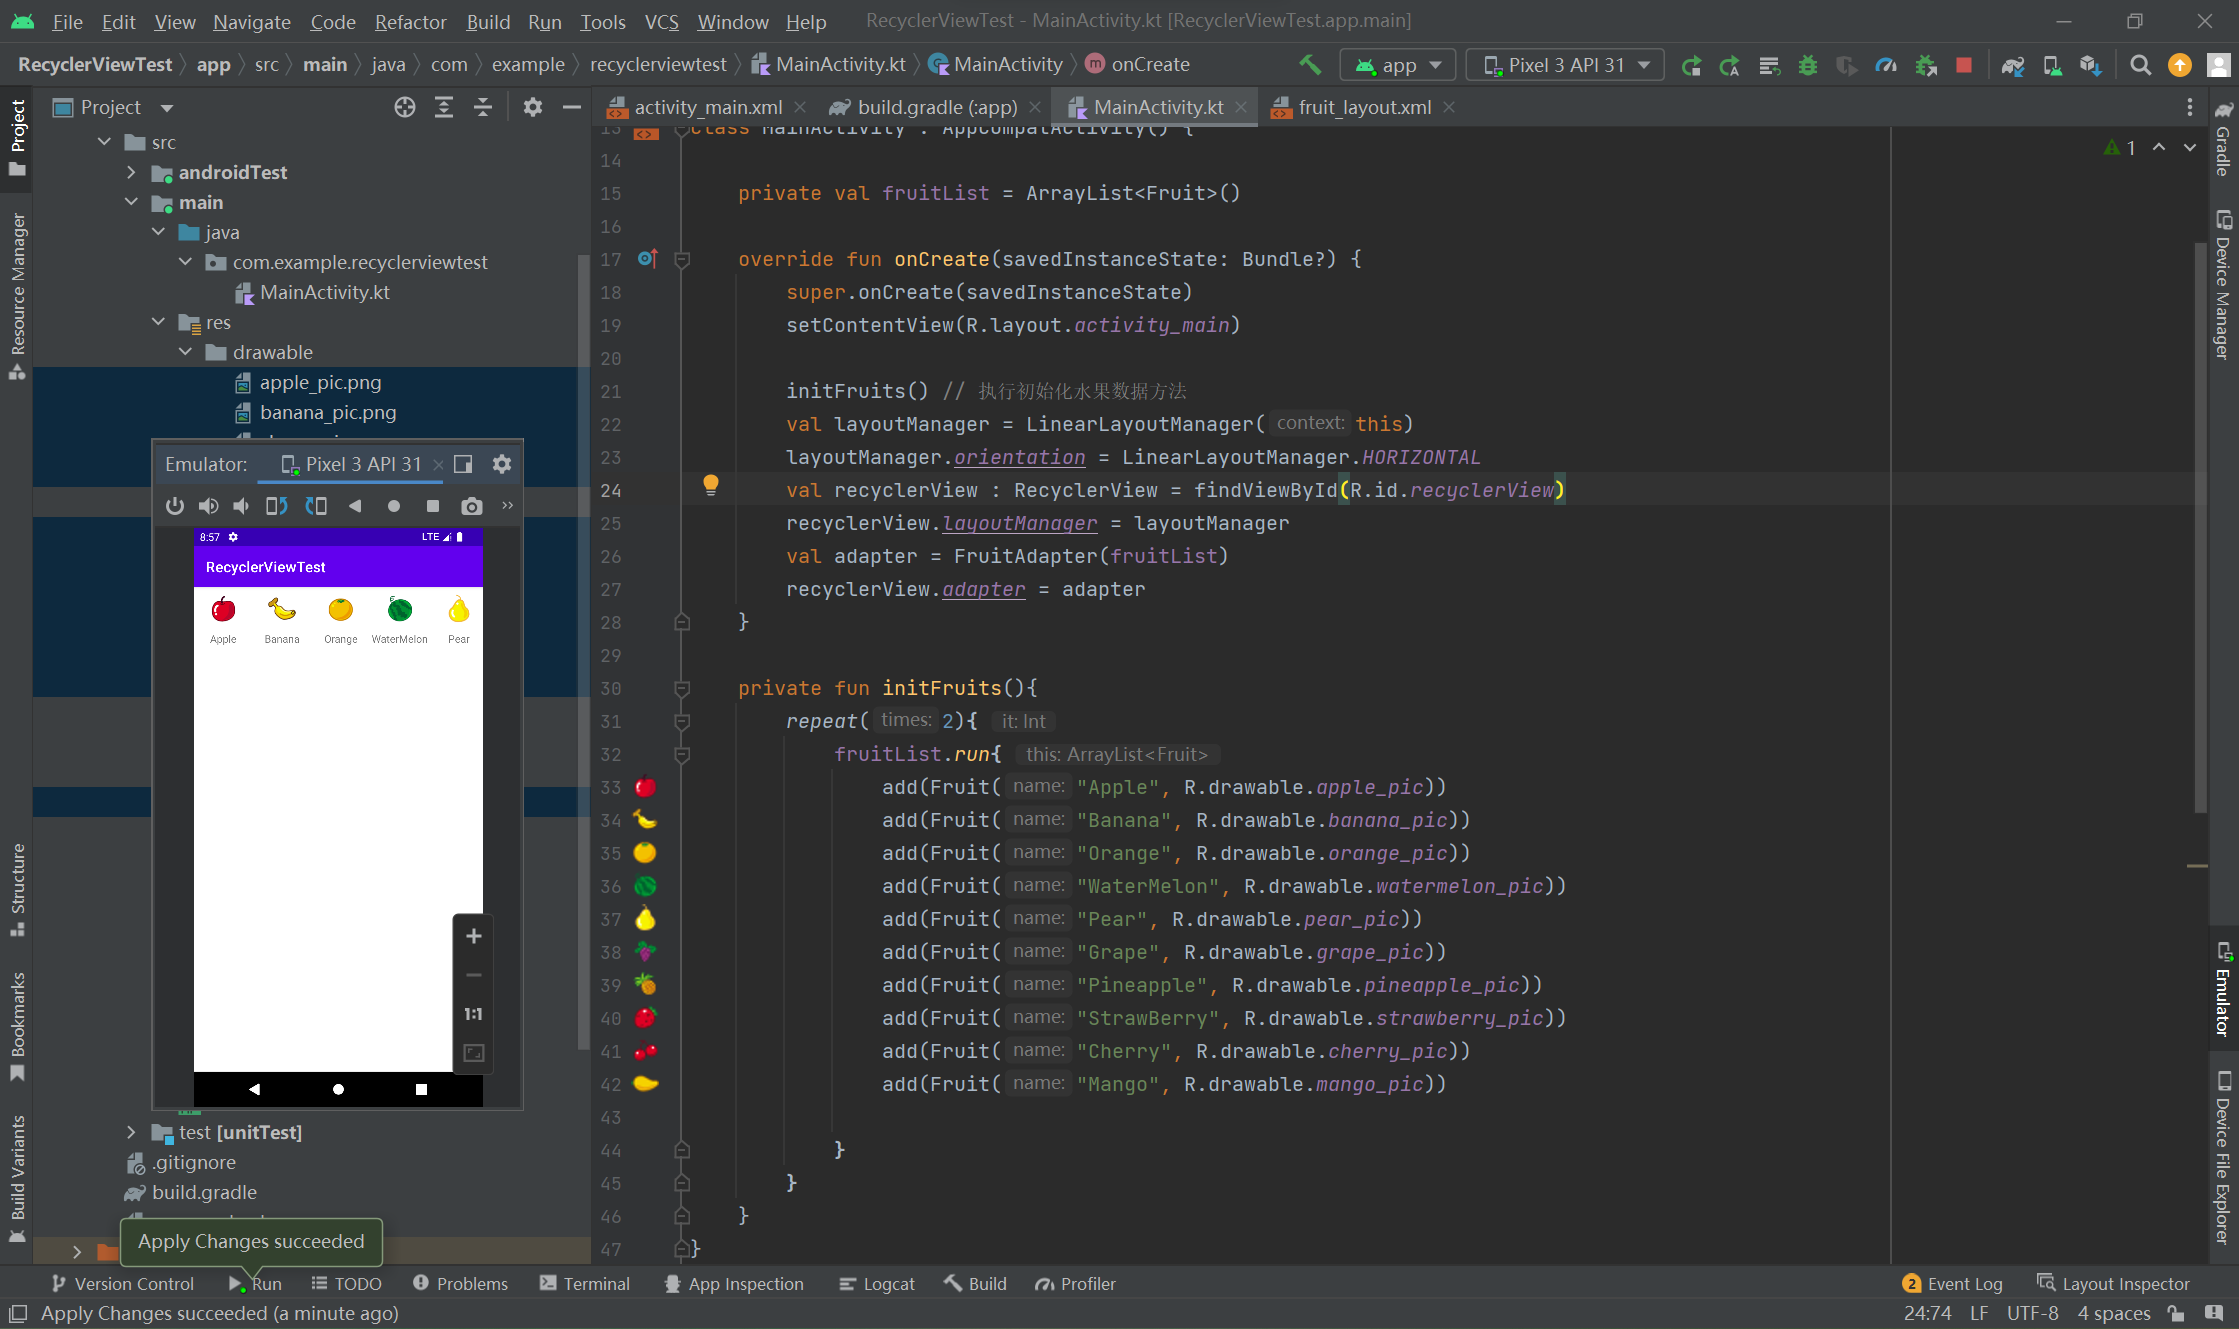 File Edit View Navigate Code Refactor Build Run Tools VCS Window Help RecyclerViewTest - MainActivity.kt [RecyclerViewTest.app.main]
RecyclerViewTest app src main java com example recyclerviewtest MainActivity.kt MainActivity onCreate app Pixel 3 API 31
Project
activity_main.xml build.gradle (:app) MainActivity.kt fruit_layout.xml
Project
Resource Manager
Structure
Bookmarks
Build Variants
src
androidTest
main
java
com.example.recyclerviewtest
MainActivity.kt
res
drawable
apple_pic.png
banana_pic.png
Emulator: Pixel 3 API 31
8:57 LTE
RecyclerViewTest
Apple Banana Orange WaterMelon Pear
1:1
test [unitTest]
.gitignore
build.gradle
Apply Changes succeeded
13 class MainActivity : AppCompatActivity() {
14
15 private val fruitList = ArrayList<Fruit>()
16
17 override fun onCreate(savedInstanceState: Bundle?) {
18 super.onCreate(savedInstanceState)
19 setContentView(R.layout.activity_main)
20
21 initFruits() // 执行初始化水果数据方法
22 val layoutManager = LinearLayoutManager( context: this)
23 layoutManager.orientation = LinearLayoutManager.HORIZONTAL
24 val recyclerView : RecyclerView = findViewById(R.id.recyclerView)
25 recyclerView.layoutManager = layoutManager
26 val adapter = FruitAdapter(fruitList)
27 recyclerView.adapter = adapter
28 }
29
30 private fun initFruits(){
31 repeat( times: 2){ it: Int
32 fruitList.run{ this: ArrayList<Fruit>
33 add(Fruit( name: "Apple", R.drawable.apple_pic))
34 add(Fruit( name: "Banana", R.drawable.banana_pic))
35 add(Fruit( name: "Orange", R.drawable.orange_pic))
36 add(Fruit( name: "WaterMelon", R.drawable.watermelon_pic))
37 add(Fruit( name: "Pear", R.drawable.pear_pic))
38 add(Fruit( name: "Grape", R.drawable.grape_pic))
39 add(Fruit( name: "Pineapple", R.drawable.pineapple_pic))
40 add(Fruit( name: "StrawBerry", R.drawable.strawberry_pic))
41 add(Fruit( name: "Cherry", R.drawable.cherry_pic))
42 add(Fruit( name: "Mango", R.drawable.mango_pic))
43
44 }
45 }
46 }
47 }
1
Gradle
Device Manager
Emulator
Device File Explorer
Version Control Run TODO Problems Terminal App Inspection Logcat Build Profiler 2 Event Log Layout Inspector
Apply Changes succeeded (a minute ago) 24:74 LF UTF-8 4 spaces